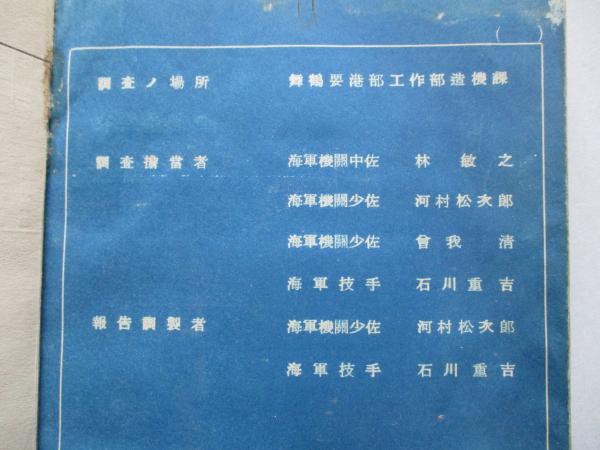 ( )
調査ノ場所 舞鶴要港部工作部造機課
調査擔當者 海軍機關中佐 林敏之
海軍機關少佐 河村松次郎
海軍機關少佐 曾我清
海軍技手 石川重吉
報告調製者 海軍機關少佐 河村松次郎
海軍技手 石川重吉